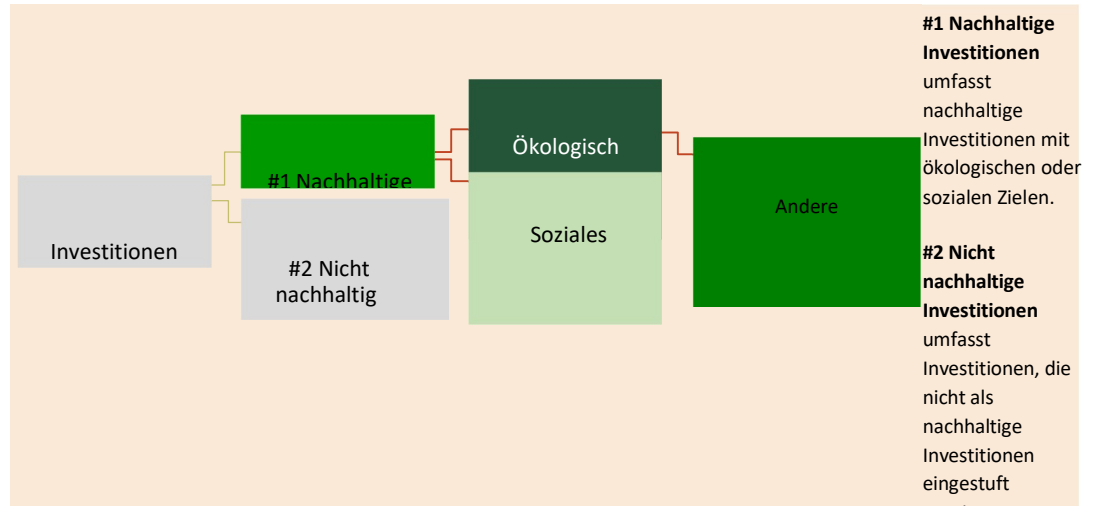 Investitionen
#1 Nachhaltige
#2 Nicht
nachhaltig
Ökologisch
Soziales
Andere
#1 Nachhaltige
Investitionen
umfasst
nachhaltige
Investitionen mit
ökologischen oder
sozialen Zielen.
#2 Nicht
nachhaltige
Investitionen
umfasst
Investitionen, die
nicht als
nachhaltige
Investitionen
eingestuft